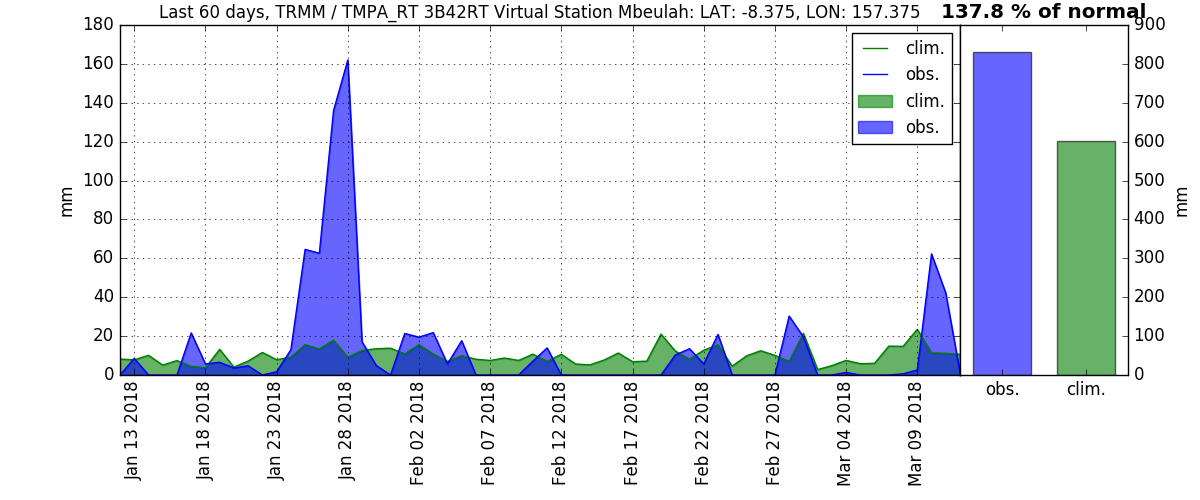 Last 60 days, TRMM / TMPA_RT 3B42RT Virtual Station Mbeulah: LAT: -8.375, LON: 157.375
137.8 % of normal
180
160
140
120
100
80
60
40
20
0
mm
clim.
obs.
clim.
obs.
Jan 13 2018
Jan 18 2018
Jan 23 2018
Jan 28 2018
Feb 02 2018
Feb 07 2018
Feb 12 2018
Feb 17 2018
Feb 22 2018
Feb 27 2018
Mar 04 2018
Mar 09 2018
900
800
700
600
500
400
300
200
100
0
mm
obs.
clim.